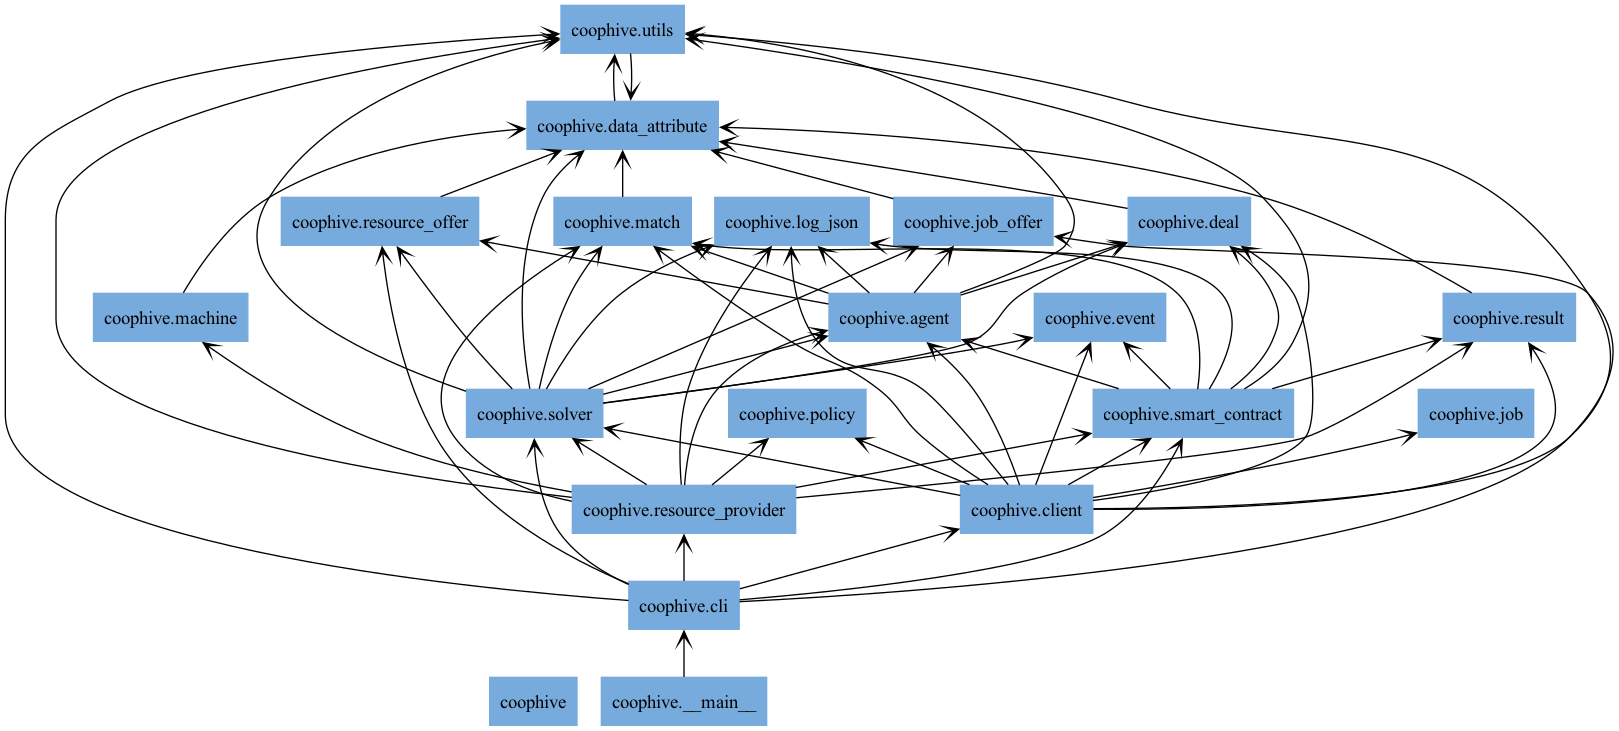 coophive.utils
coophive.data_attribute
coophive.resource_offer
coophive.match
coophive.log_json
coophive.job_offer
coophive.deal
coophive.machine
coophive.agent
coophive.event
coophive.result
coophive.solver
coophive.policy
coophive.smart_contract
coophive.job
coophive.resource_provider
coophive.client
coophive.cli
coophive
coophive.__main__